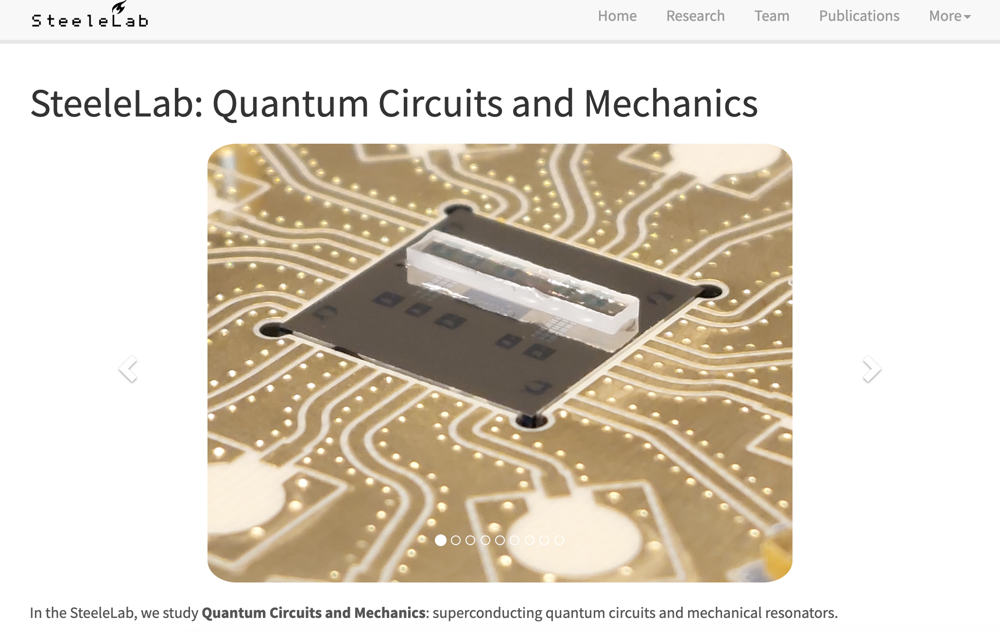 SteeleLab
Home Research Team Publications More
SteeleLab: Quantum Circuits and Mechanics
In the SteeleLab, we study Quantum Circuits and Mechanics: superconducting quantum circuits and mechanical resonators.